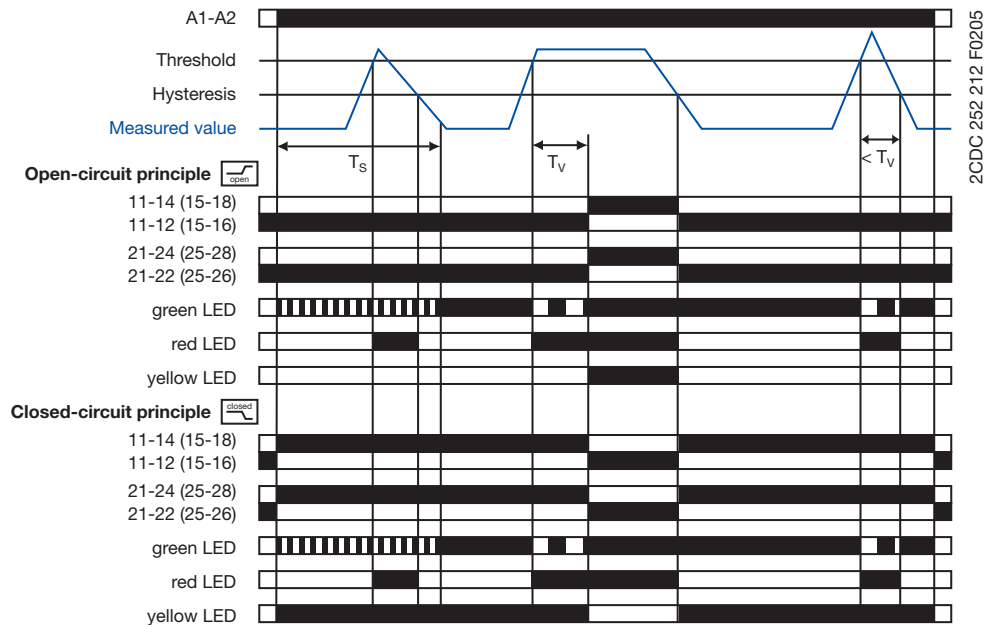 A1-A2
Threshold
Hysteresis
Measured value
TS
TV
< TV
2CDC 252 212 F0205
Open-circuit principle open
11-14 (15-18)
11-12 (15-16)
21-24 (25-28)
21-22 (25-26)
green LED
red LED
yellow LED
Closed-circuit principle closed
11-14 (15-18)
11-12 (15-16)
21-24 (25-28)
21-22 (25-26)
green LED
red LED
yellow LED